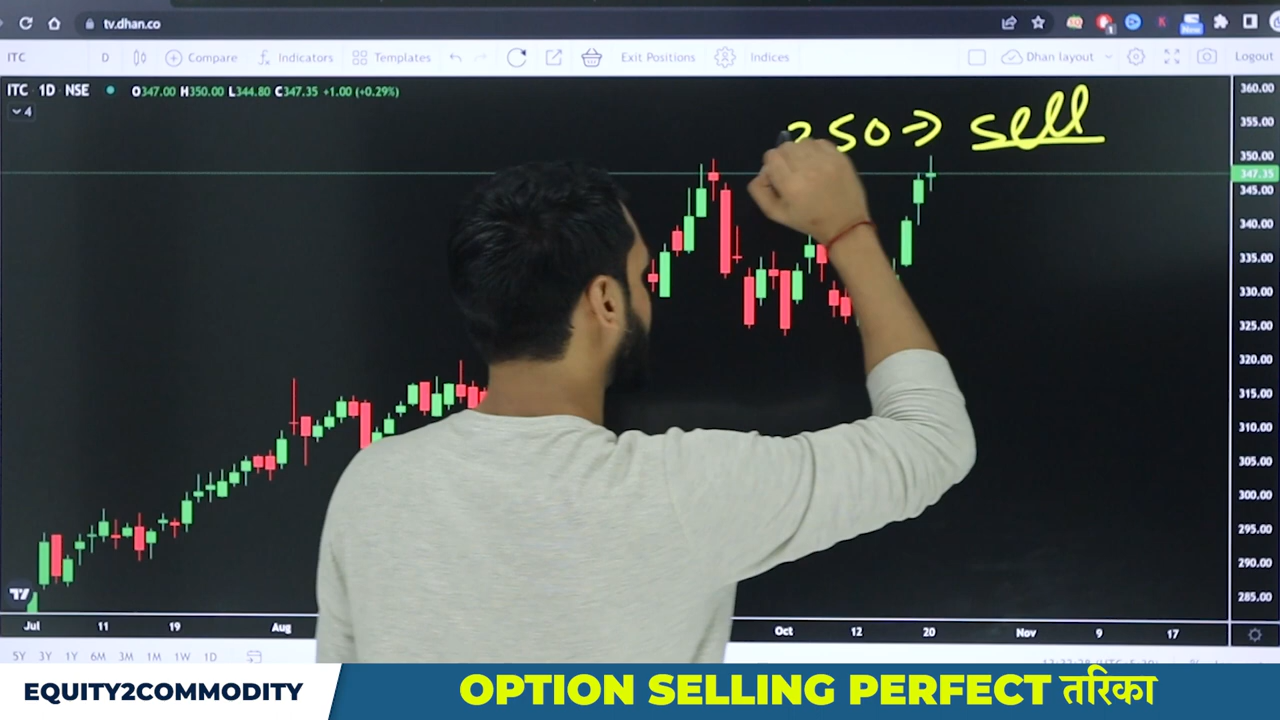 tv.dhan.co
New
1
ITC D Compare Indicators Templates Exit Positions Indices Dhan layout Logout
ITC 1D NSE O347.00 H350.00 L344.80 C347.35 +1.00 (+0.29%)
4
50→ sell
360.00
355.00
350.00
347.35
345.00
340.00
335.00
330.00
325.00
320.00
315.00
310.00
305.00
300.00
295.00
290.00
285.00
Jul 11 19 Aug Oct 12 20 Nov 9 17
5Y 3Y 1Y 6M 3M 1M 1W 1D
EQUITY2COMMODITY
OPTION SELLING PERFECT तरिका